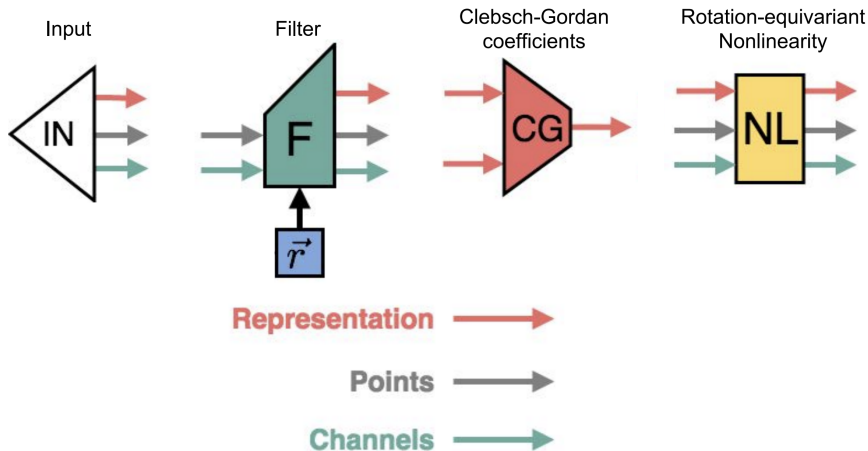 Input
Filter
Clebsch-Gordan
coefficients
Rotation-equivariant
Nonlinearity
IN
F
CG
NL
r⃗
Representation
Points
Channels